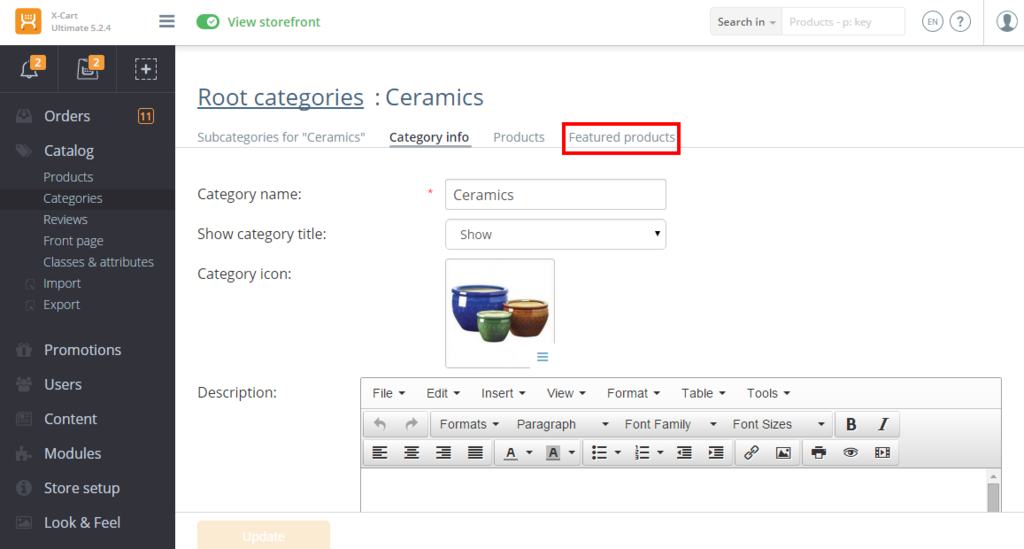 X-Cart
Ultimate 5.2.4
View storefront
Search in
Products - p: key
EN
?
2
2
Orders 11
Catalog
Products
Categories
Reviews
Front page
Classes & attributes
Import
Export
Promotions
Users
Content
Modules
Store setup
Look & Feel
Root categories : Ceramics
Subcategories for "Ceramics" Category info Products Featured products
Category name: * Ceramics
Show category title: Show
Category icon:
Description:
File Edit Insert View Format Table Tools
Formats Paragraph Font Family Font Sizes B I
A A
Update